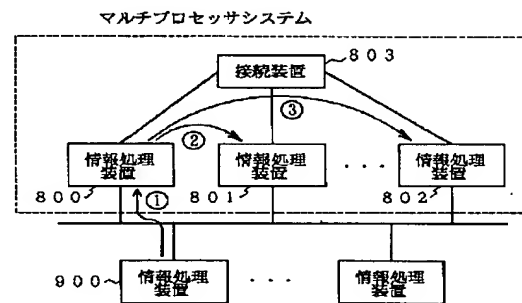 マルチプロセッサシステム
接続装置
803
③
②
情報処理
装置
情報処理
装置
・・・
情報処理
装置
800
801
802
①
900
情報処理
装置
・・・
情報処理
装置